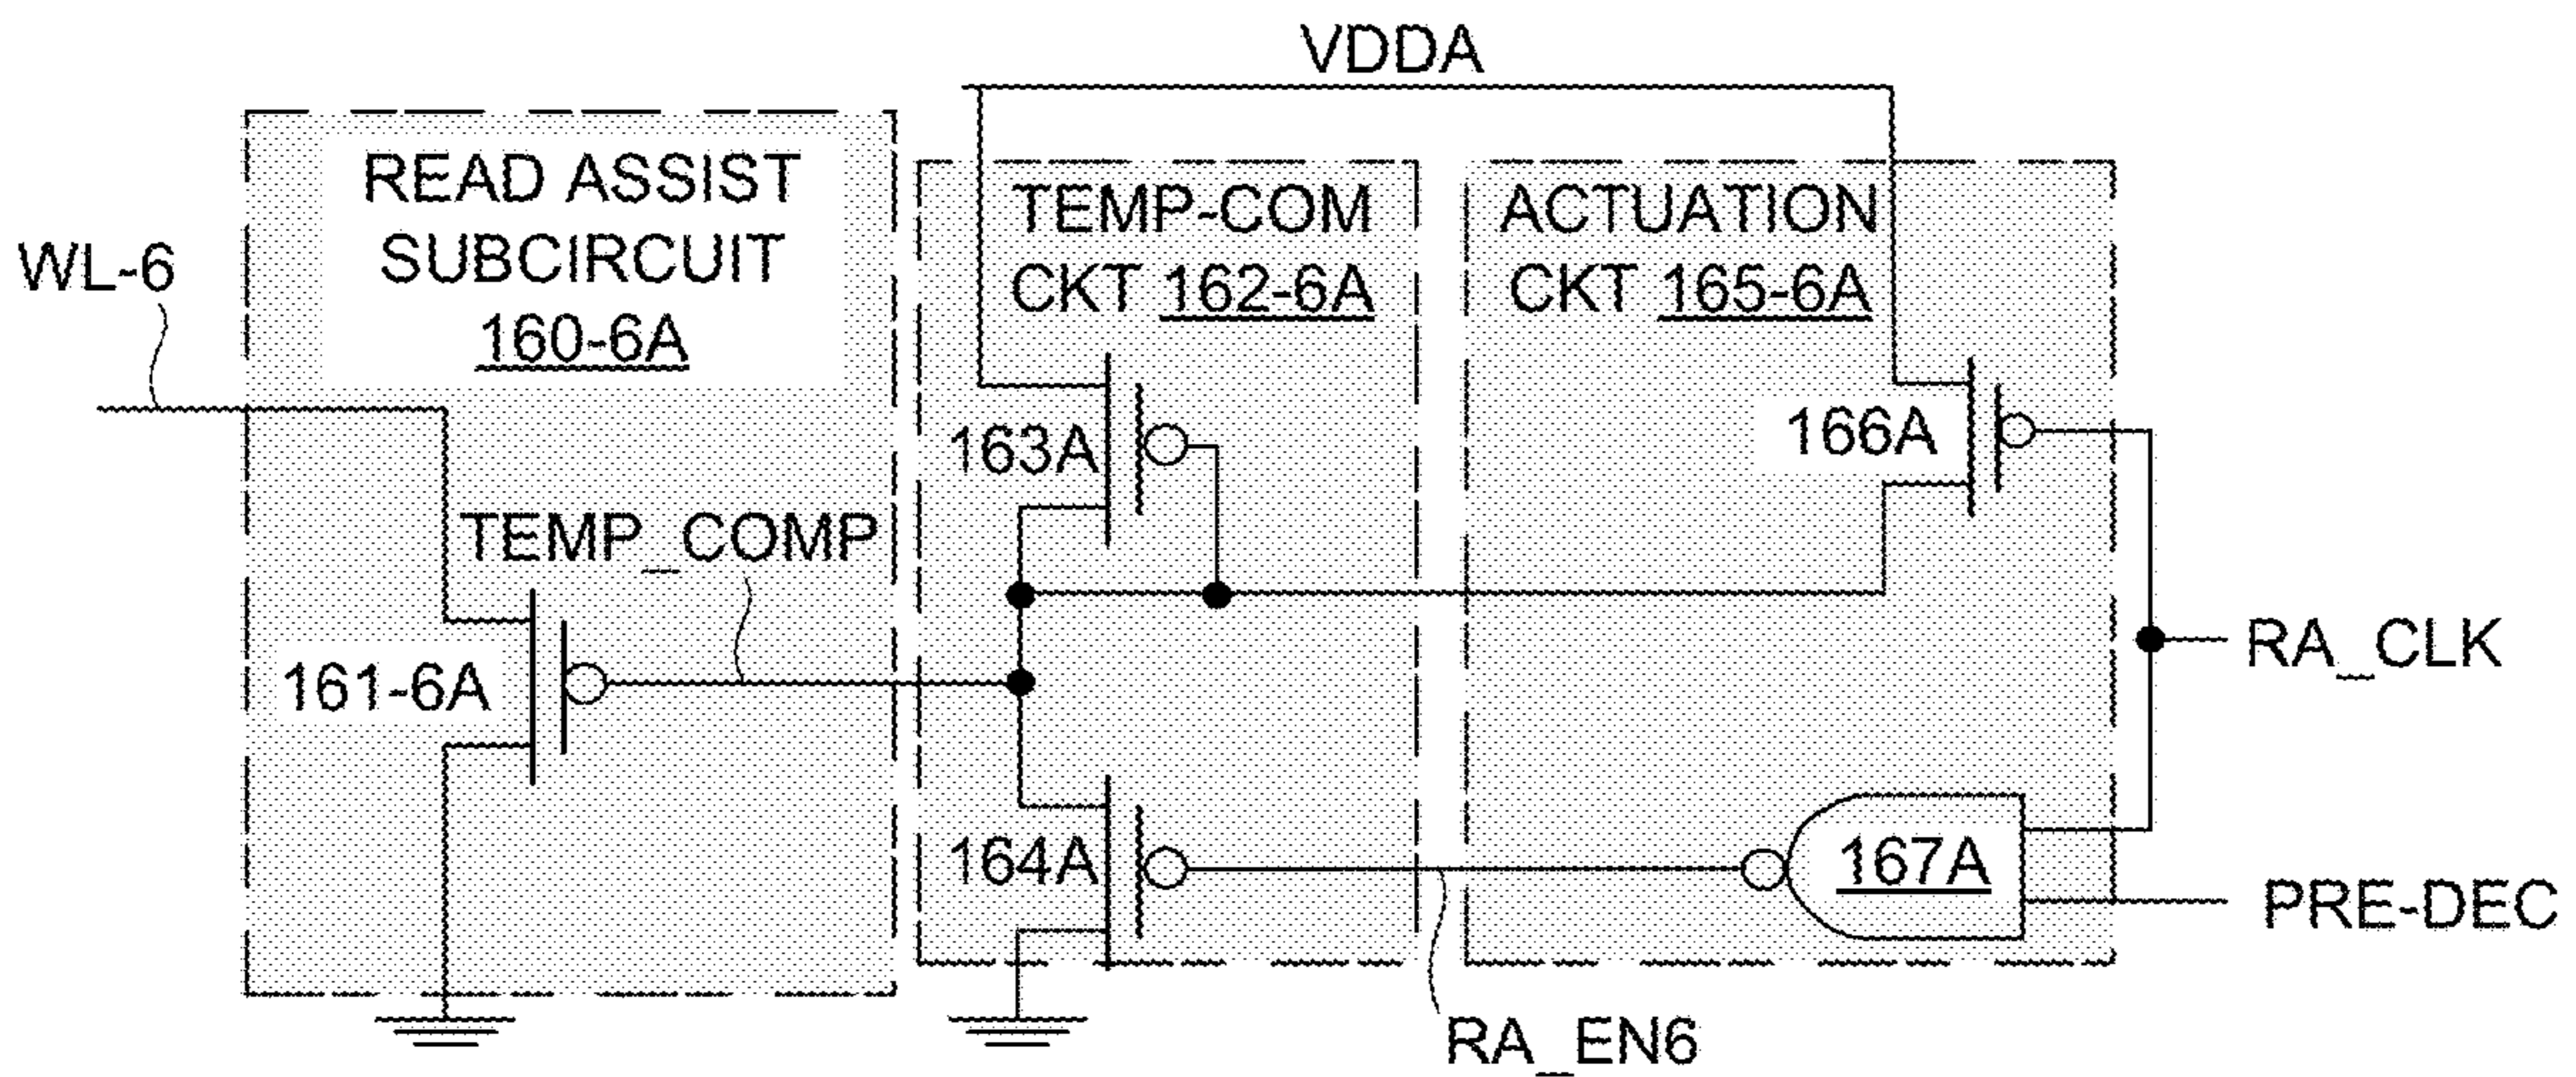 VDDA
READ ASSIST
SUBCIRCUIT
160-6A
TEMP-COM
CKT 162-6A
ACTUATION
CKT 165-6A
WL-6
163A
166A
TEMP_COMP
161-6A
RA_CLK
164A
167A
PRE-DEC
RA_EN6